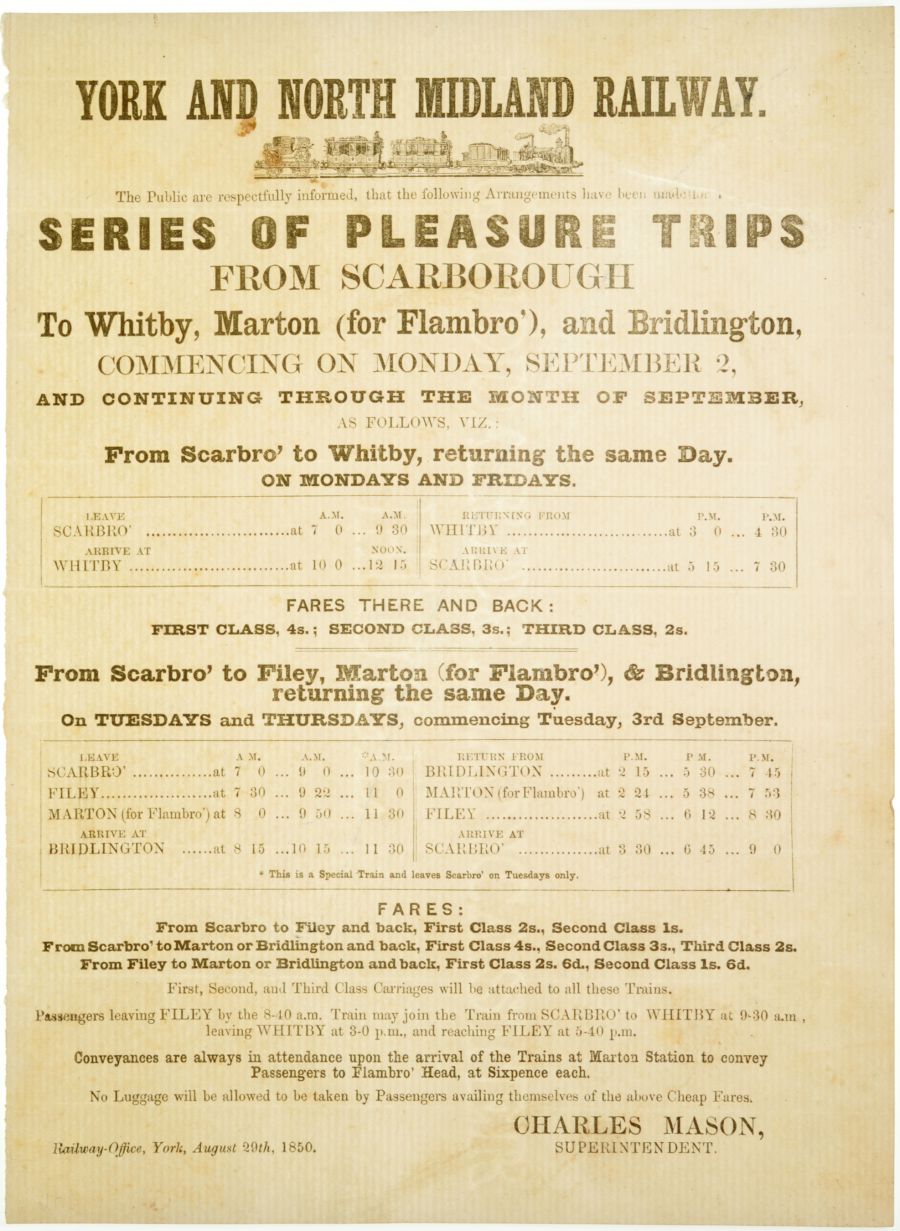 YORK AND NORTH MIDLAND RAILWAY.
The Public are respectfully informed, that the following Arrangements have been made for
SERIES OF PLEASURE TRIPS
FROM SCARBOROUGH
To Whitby, Marton (for Flambro'), and Bridlington,
COMMENCING ON MONDAY, SEPTEMBER 2,
AND CONTINUING THROUGH THE MONTH OF SEPTEMBER,
AS FOLLOWS, VIZ.:
From Scarbro' to Whitby, returning the same Day.
ON MONDAYS AND FRIDAYS.
LEAVE A.M. A.M.
SCARBRO' ............................at 7 0 ... 9 30
ARRIVE AT NOON.
WHITBY ...............................at 10 0 ...12 15
RETURNING FROM P.M. P.M.
WHITBY ...............................at 3 0 ... 4 30
ARRIVE AT
SCARBRO' ............................at 5 15 ... 7 30
FARES THERE AND BACK:
FIRST CLASS, 4s.; SECOND CLASS, 3s.; THIRD CLASS, 2s.
From Scarbro' to Filey, Marton (for Flambro'), & Bridlington,
returning the same Day.
On TUESDAYS and THURSDAYS, commencing Tuesday, 3rd September.
LEAVE A M. A.M. *A.M.
SCARBRO' ...............at 7 0 ... 9 0 ... 10 30
FILEY.....................at 7 30 ... 9 22 ... 11 0
MARTON (for Flambro') at 8 0 ... 9 50 ... 11 30
ARRIVE AT
BRIDLINGTON ......at 8 15 ...10 15 ... 11 30
RETURN FROM P.M. P M. P.M.
BRIDLINGTON .........at 2 15 ... 5 30 ... 7 45
MARTON (for Flambro') at 2 24 ... 5 38 ... 7 53
FILEY .....................at 2 58 ... 6 12 ... 8 30
ARRIVE AT
SCARBRO' ...............at 3 30 ... 6 45 ... 9 0
* This is a Special Train and leaves Scarbro' on Tuesdays only.
FARES:
From Scarbro to Filey and back, First Class 2s., Second Class 1s.
From Scarbro' to Marton or Bridlington and back, First Class 4s., Second Class 3s., Third Class 2s.
From Filey to Marton or Bridlington and back, First Class 2s. 6d., Second Class 1s. 6d.
First, Second, and Third Class Carriages will be attached to all these Trains.
Passengers leaving FILEY by the 8-40 a.m. Train may join the Train from SCARBRO' to WHITBY at 9-30 a.m.,
leaving WHITBY at 3-0 p.m., and reaching FILEY at 5-40 p.m.
Conveyances are always in attendance upon the arrival of the Trains at Marton Station to convey
Passengers to Flambro' Head, at Sixpence each.
No Luggage will be allowed to be taken by Passengers availing themselves of the above Cheap Fares.
CHARLES MASON,
SUPERINTENDENT.
Railway-Office, York, August 29th, 1850.